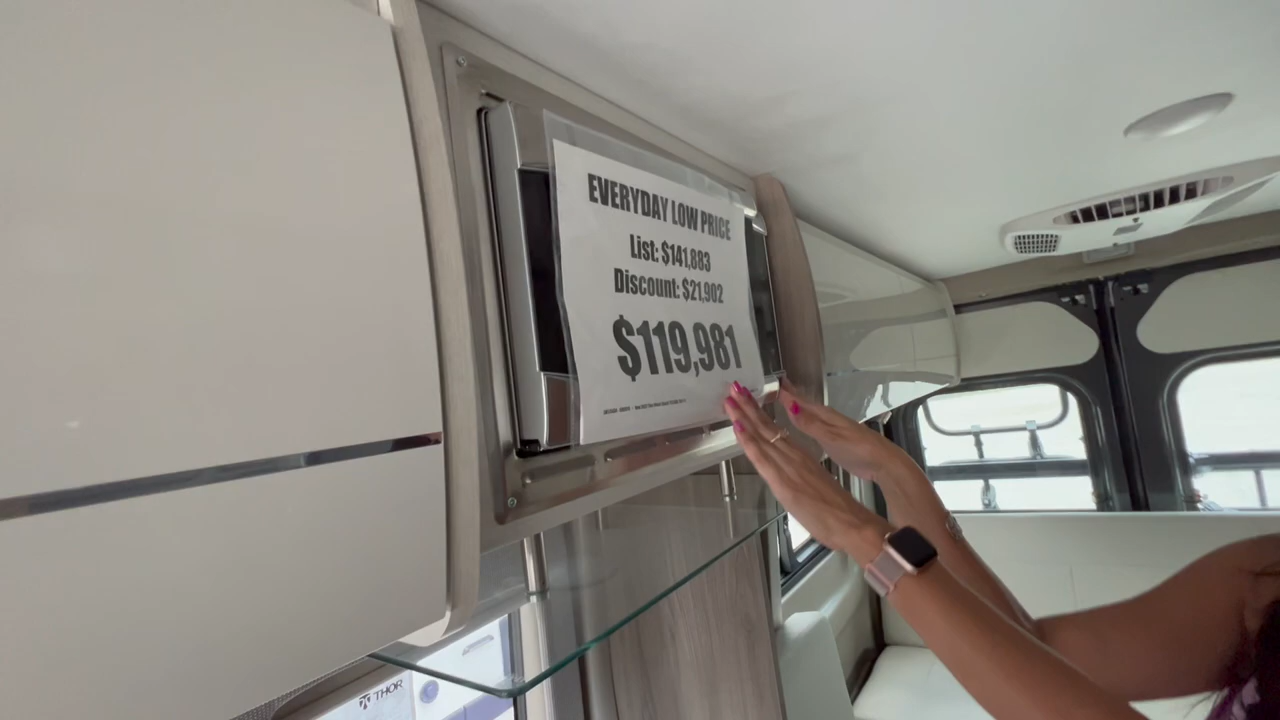 EVERYDAY LOW PRICE
List: $141,883
Discount: $21,902
$119,981
THOR